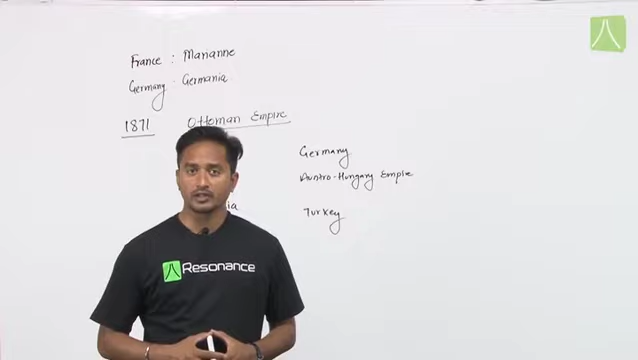 France : Marianne
Germany : Germania
1871 Ottoman Empire
Germany
Austro-Hungary Empire
Turkey
Resonance